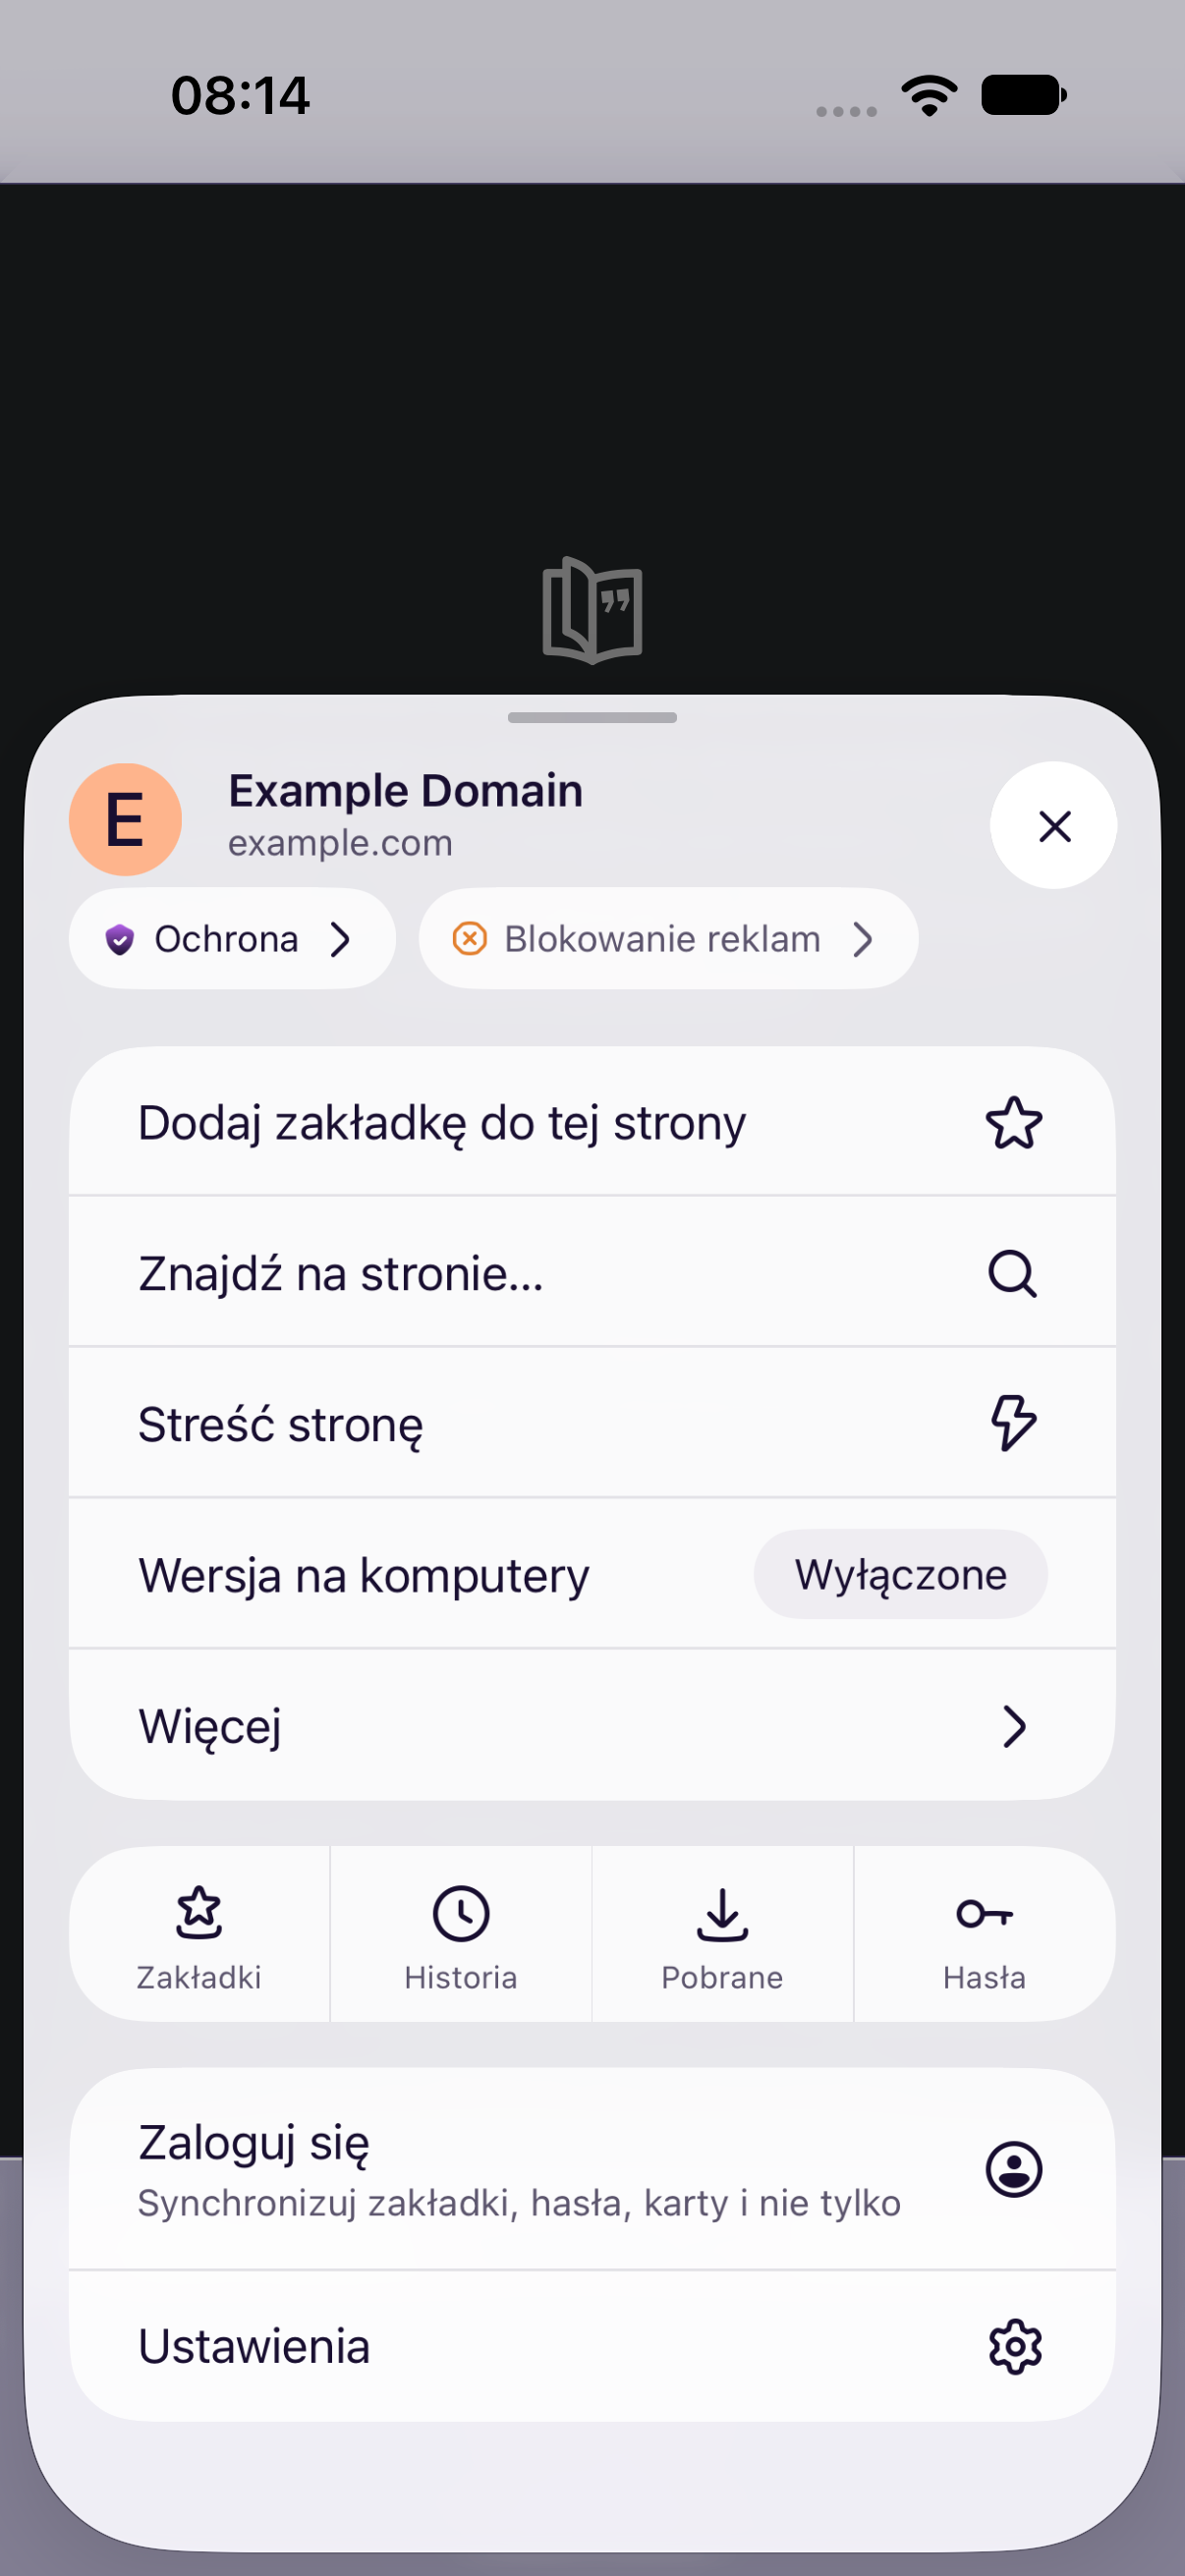 08:14
E
Example Domain
example.com
Ochrona
Blokowanie reklam
Dodaj zakładkę do tej strony
Znajdź na stronie...
Streść stronę
Wersja na komputery
Wyłączone
Więcej
Zakładki
Historia
Pobrane
Hasła
Zaloguj się
Synchronizuj zakładki, hasła, karty i nie tylko
Ustawienia